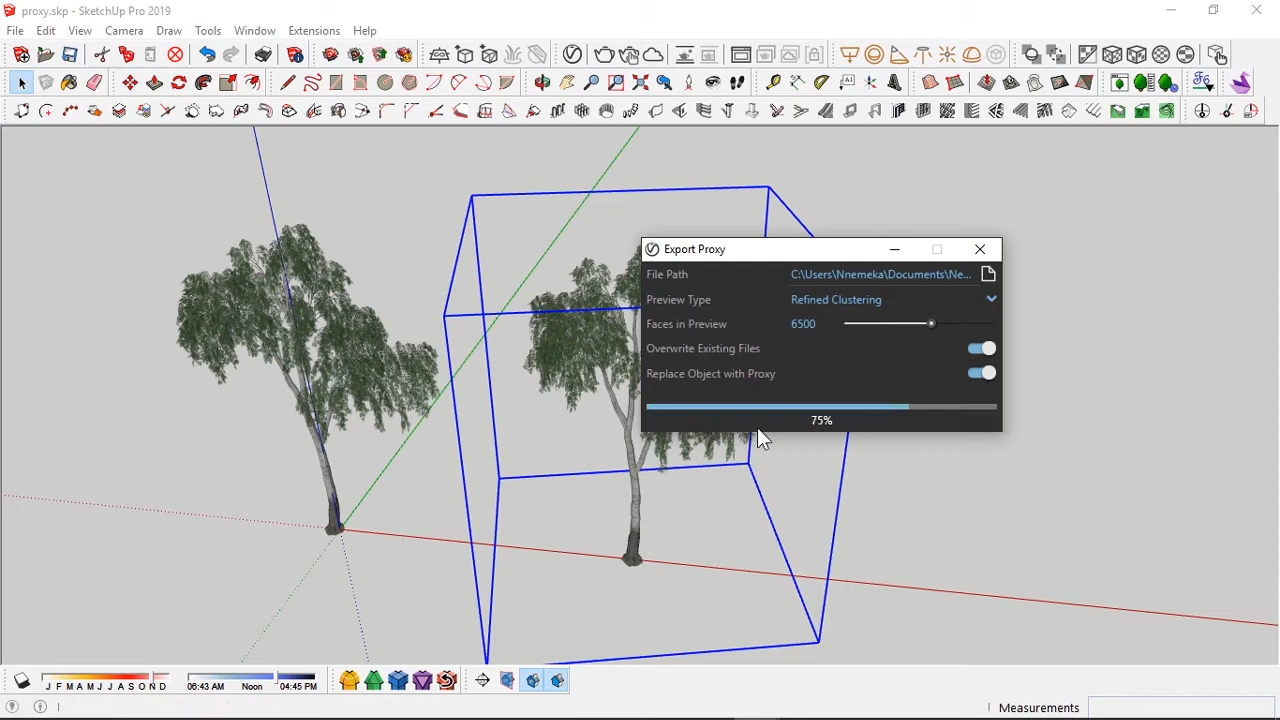 proxy.skp - SketchUp Pro 2019
File Edit View Camera Draw Tools Window Extensions Help
Export Proxy
File Path C:\Users\Nnemeka\Documents\Ne...
Preview Type Refined Clustering
Faces in Preview 6500
Overwrite Existing Files
Replace Object with Proxy
75%
J F M A M J J A S O N D 06:43 AM Noon 04:45 PM
Measurements